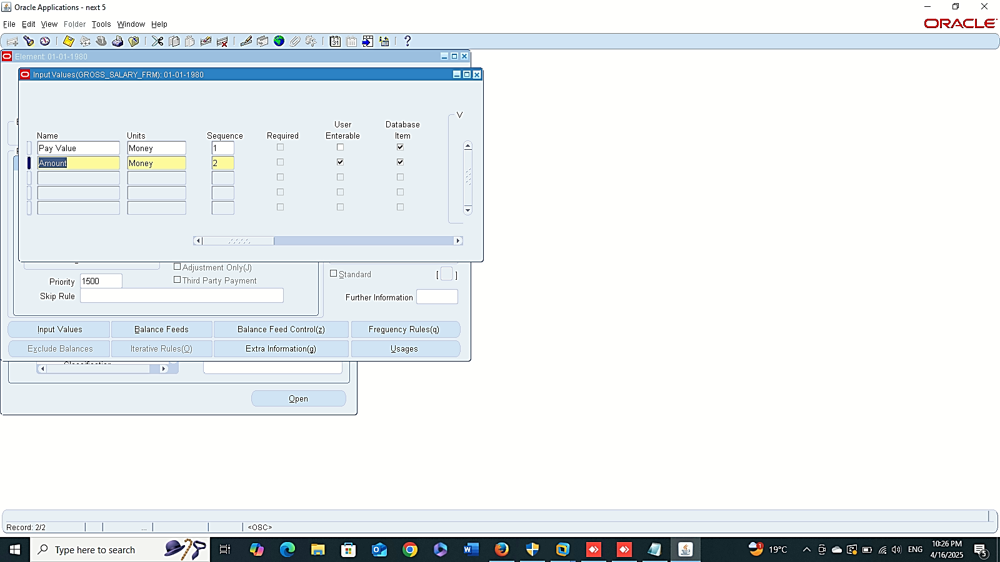 Oracle Applications - next 5
File Edit View Folder Tools Window Help
ORACLE
Element: 01-01-1980
Input Values(GROSS_SALARY_FRM): 01-01-1980
V
User Database
Name Units Sequence Required Enterable Item
Pay Value Money 1
Amount Money 2
Adjustment Only(J)
Standard [ ]
Priority 1500
Third Party Payment
Skip Rule
Further Information
Input Values Balance Feeds Balance Feed Control(z) Frequency Rules(q)
Exclude Balances Iterative Rules(O) Extra Information(g) Usages
Classification
Open
Record: 2/2 ... <OSC>
Type here to search
1
19°C
ENG
10:26 PM
4/16/2025
5